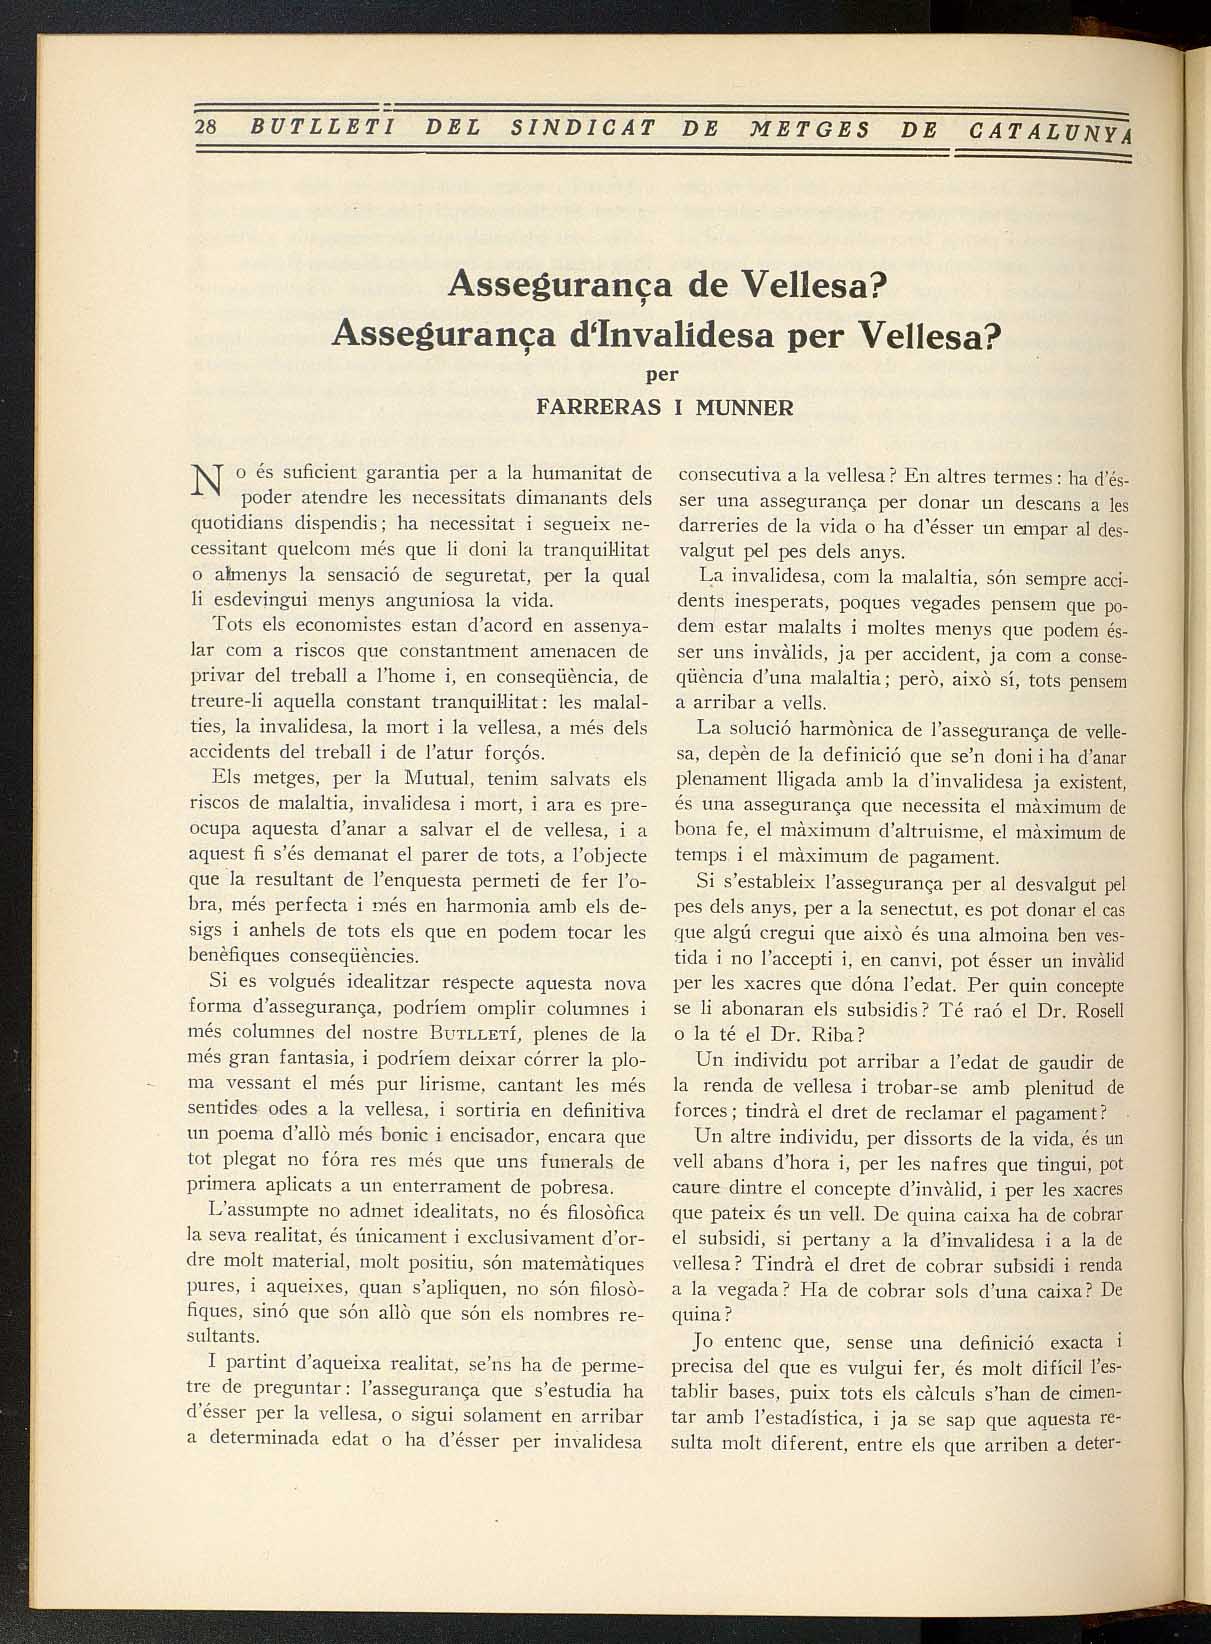 28 BUTLLETI DEL SINDICAT DE METGES DE CATALUNYA
Assegurança de Vellesa?
Assegurança d'Invalidesa per Vellesa?
per
FARRERAS I MUNNER
No és suficient garantia per a la humanitat de
poder atendre les necessitats dimanants dels
quotidians dispendis; ha necessitat i segueix ne-
cessitant quelcom més que li doni la tranquil·litat
o almenys la sensació de seguretat, per la qual
li esdevingui menys anguniosa la vida.
Tots els economistes estan d'acord en assenya-
lar com a riscos que constantment amenacen de
privar del treball a l'home i, en conseqüència, de
treure-li aquella constant tranquil·litat: les malal-
ties, la invalidesa, la mort i la vellesa, a més dels
accidents del treball i de l'atur forçós.
Els metges, per la Mutual, tenim salvats els
riscos de malaltia, invalidesa i mort, i ara es pre-
ocupa aquesta d'anar a salvar el de vellesa, i a
aquest fi s'és demanat el parer de tots, a l'objecte
que la resultant de l'enquesta permeti de fer l'o-
bra, més perfecta i més en harmonia amb els de-
sigs i anhels de tots els que en podem tocar les
benèfiques conseqüències.
Si es volgués idealitzar respecte aquesta nova
forma d'assegurança, podríem omplir columnes i
més columnes del nostre BUTLLETÍ, plenes de la
més gran fantasia, i podríem deixar córrer la plo-
ma vessant el més pur lirisme, cantant les més
sentides odes a la vellesa, i sortiria en definitiva
un poema d'allò més bonic i encisador, encara que
tot plegat no fóra res més que uns funerals de
primera aplicats a un enterrament de pobresa.
L'assumpte no admet idealitats, no és filosòfica
la seva realitat, és únicament i exclusivament d'or-
dre molt material, molt positiu, són matemàtiques
pures, i aqueixes, quan s'apliquen, no són filosò-
fiques, sinó que són allò que són els nombres re-
sultants.
I partint d'aqueixa realitat, se'ns ha de perme-
tre de preguntar: l'assegurança que s'estudia ha
d'ésser per la vellesa, o sigui solament en arribar
a determinada edat o ha d'ésser per invalidesa
consecutiva a la vellesa? En altres termes: ha d'és-
ser una assegurança per donar un descans a les
darreries de la vida o ha d'ésser un empar al des-
valgut pel pes dels anys.
La invalidesa, com la malaltia, són sempre acci-
dents inesperats, poques vegades pensem que po-
dem estar malalts i moltes menys que podem és-
ser uns invàlids, ja per accident, ja com a conse-
qüència d'una malaltia; però, això sí, tots pensem
a arribar a vells.
La solució harmònica de l'assegurança de velle-
sa, depèn de la definició que se'n doni i ha d'anar
plenament lligada amb la d'invalidesa ja existent,
és una assegurança que necessita el màximum de
bona fe, el màximum d'altruisme, el màximum de
temps i el màximum de pagament.
Si s'estableix l'assegurança per al desvalgut pel
pes dels anys, per a la senectut, es pot donar el cas
que algú cregui que això és una almoina ben ves-
tida i no l'accepti i, en canvi, pot ésser un invàlid
per les xacres que dóna l'edat. Per quin concepte
se li abonaran els subsidis? Té raó el Dr. Rosell
o la té el Dr. Riba?
Un individu pot arribar a l'edat de gaudir de
la renda de vellesa i trobar-se amb plenitud de
forces; tindrà el dret de reclamar el pagament?
Un altre individu, per dissorts de la vida, és un
vell abans d'hora i, per les nafres que tingui, pot
caure dintre el concepte d'invàlid, i per les xacres
que pateix és un vell. De quina caixa ha de cobrar
el subsidi, si pertany a la d'invalidesa i a la de
vellesa? Tindrà el dret de cobrar subsidi i renda
a la vegada? Ha de cobrar sols d'una caixa? De
quina?
Jo entenc que, sense una definició exacta i
precisa del que es vulgui fer, és molt difícil l'es-
tablir bases, puix tots els càlculs s'han de cimen-
tar amb l'estadística, i ja se sap que aquesta re-
sulta molt diferent, entre els que arriben a deter-